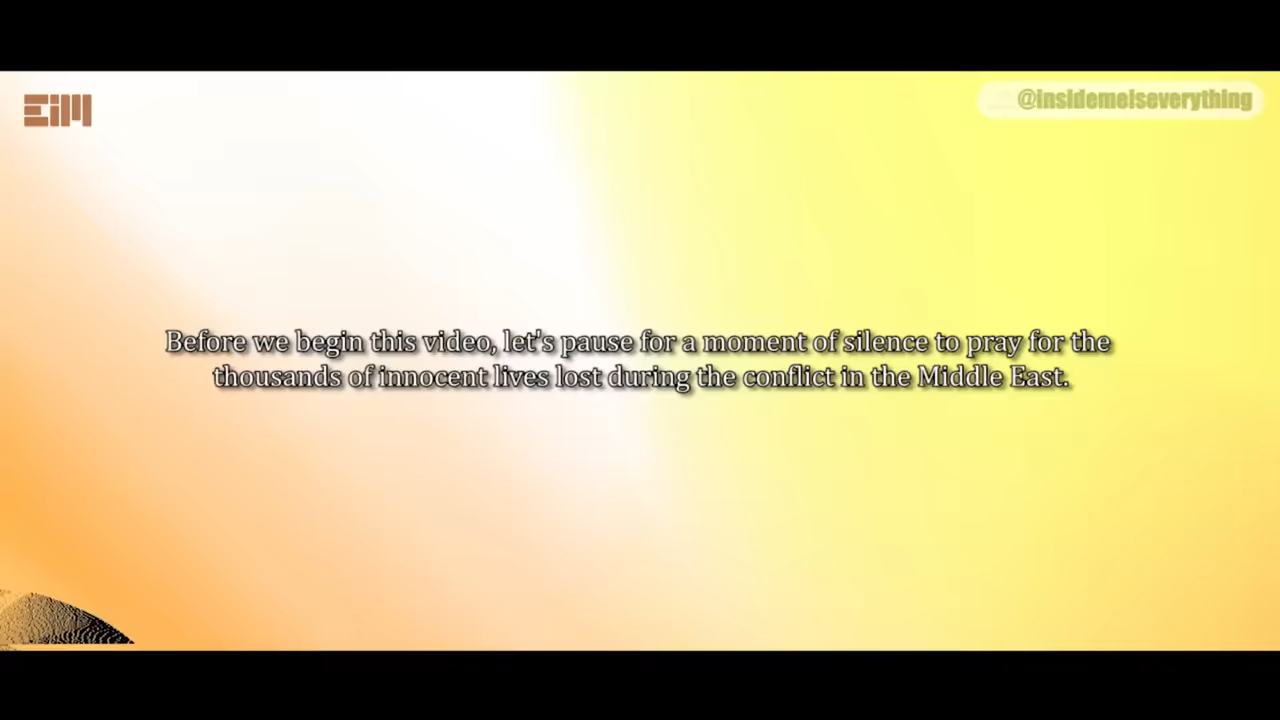 EiM
@insidemeiseverything
Before we begin this video, let's pause for a moment of silence to pray for the
thousands of innocent lives lost during the conflict in the Middle East.